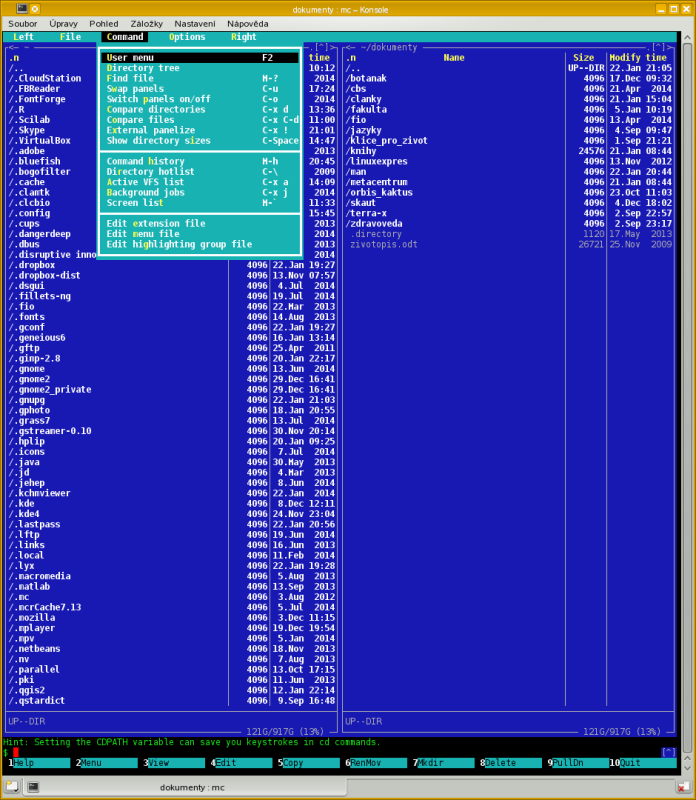 dokumenty : mc – Konsole
Soubor Úpravy Pohled Záložky Nastavení Nápověda
Left File Command Options Right
<─ ~ .[^]> <─ ~/dokumenty .[^]>
.n User menu F2 time .n Name Size Modify time
/.. Directory tree 10:12 /.. UP--DIR 22.Jan 21:05
/.CloudStation Find file M-? 2014 /botanak 4096 17.Dec 09:32
/.FBReader Swap panels C-u 17:24 /cbs 4096 21.Apr 2014
/.FontForge Switch panels on/off C-o 2014 /clanky 4096 21.Jan 15:04
/.R Compare directories C-x d 13:36 /fakulta 4096 5.Jan 10:19
/.Scilab Compare files C-x C-d 11:00 /fio 4096 13.Apr 2014
/.Skype External panelize C-x ! 21:01 /jazyky 4096 4.Sep 09:47
/.VirtualBox Show directory sizes C-Space 14:47 /klice_pro_zivot 4096 1.Sep 21:21
/.adobe 2013 /knihy 24576 21.Jan 08:44
/.bluefish Command history M-h 20:45 /linuxexpres 4096 13.Nov 2012
/.bogofilter Directory hotlist C-\ 2009 /man 4096 22.Jan 20:44
/.cache Active VFS list C-x a 14:09 /metacentrum 4096 21.Jan 08:44
/.clamtk Background jobs C-x j 2014 /orbis_kaktus 4096 23.Oct 11:03
/.clcbio Screen list M-` 11:33 /skaut 4096 4.Dec 18:02
/.config 15:45 /terra-x 4096 2.Sep 22:57
/.cups Edit extension file 2013 /zdravoveda 4096 2.Sep 23:17
/.dangerdeep Edit menu file 2014 .directory 1120 17.May 2013
/.dbus Edit highlighting group file 2013 zivotopis.odt 26721 25.Nov 2009
/.disruptive inno 2014
/.dropbox 4096 22.Jan 19:27
/.dropbox-dist 4096 13.Nov 07:57
/.dsgui 4096 4.Jul 2014
/.fillets-ng 4096 19.Jul 2014
/.fio 4096 22.Mar 2013
/.fonts 4096 14.Aug 2013
/.gconf 4096 22.Jan 19:27
/.geneious6 4096 16.Jan 13:14
/.gftp 4096 25.Apr 2011
/.gimp-2.8 4096 20.Jan 22:17
/.gnome 4096 13.Jun 2014
/.gnome2 4096 29.Dec 16:41
/.gnome2_private 4096 29.Dec 16:41
/.gnupg 4096 22.Jan 21:03
/.gphoto 4096 18.Jan 20:55
/.grass7 4096 13.Jul 2014
/.gstreamer-0.10 4096 30.Nov 20:14
/.hplip 4096 20.Jan 09:25
/.icons 4096 7.Jul 2014
/.java 4096 30.May 2013
/.jd 4096 4.Mar 2013
/.jehep 4096 8.Jun 2014
/.kchmviewer 4096 22.Jan 2014
/.kde 4096 8.Dec 12:11
/.kde4 4096 24.Nov 23:04
/.lastpass 4096 22.Jan 20:56
/.lftp 4096 19.Jun 2014
/.links 4096 16.Jun 2013
/.local 4096 11.Feb 2014
/.lyx 4096 22.Jan 19:28
/.macromedia 4096 5.Aug 2013
/.matlab 4096 13.Sep 2013
/.mc 4096 3.Aug 2012
/.mcrCache7.13 4096 5.Jul 2014
/.mozilla 4096 3.Dec 11:15
/.mplayer 4096 19.Dec 19:54
/.mpv 4096 5.Jan 2014
/.netbeans 4096 18.Nov 2013
/.nv 4096 7.Aug 2013
/.parallel 4096 13.Oct 17:15
/.pki 4096 11.Jun 2013
/.qgis2 4096 12.Jan 22:14
/.qstardict 4096 9.Sep 16:48
UP--DIR UP--DIR
121G/917G (13%) 121G/917G (13%)
Hint: Setting the CDPATH variable can save you keystrokes in cd commands.
$ [^]
1Help 2Menu 3View 4Edit 5Copy 6RenMov 7Mkdir 8Delete 9PullDn 10Quit
dokumenty : mc